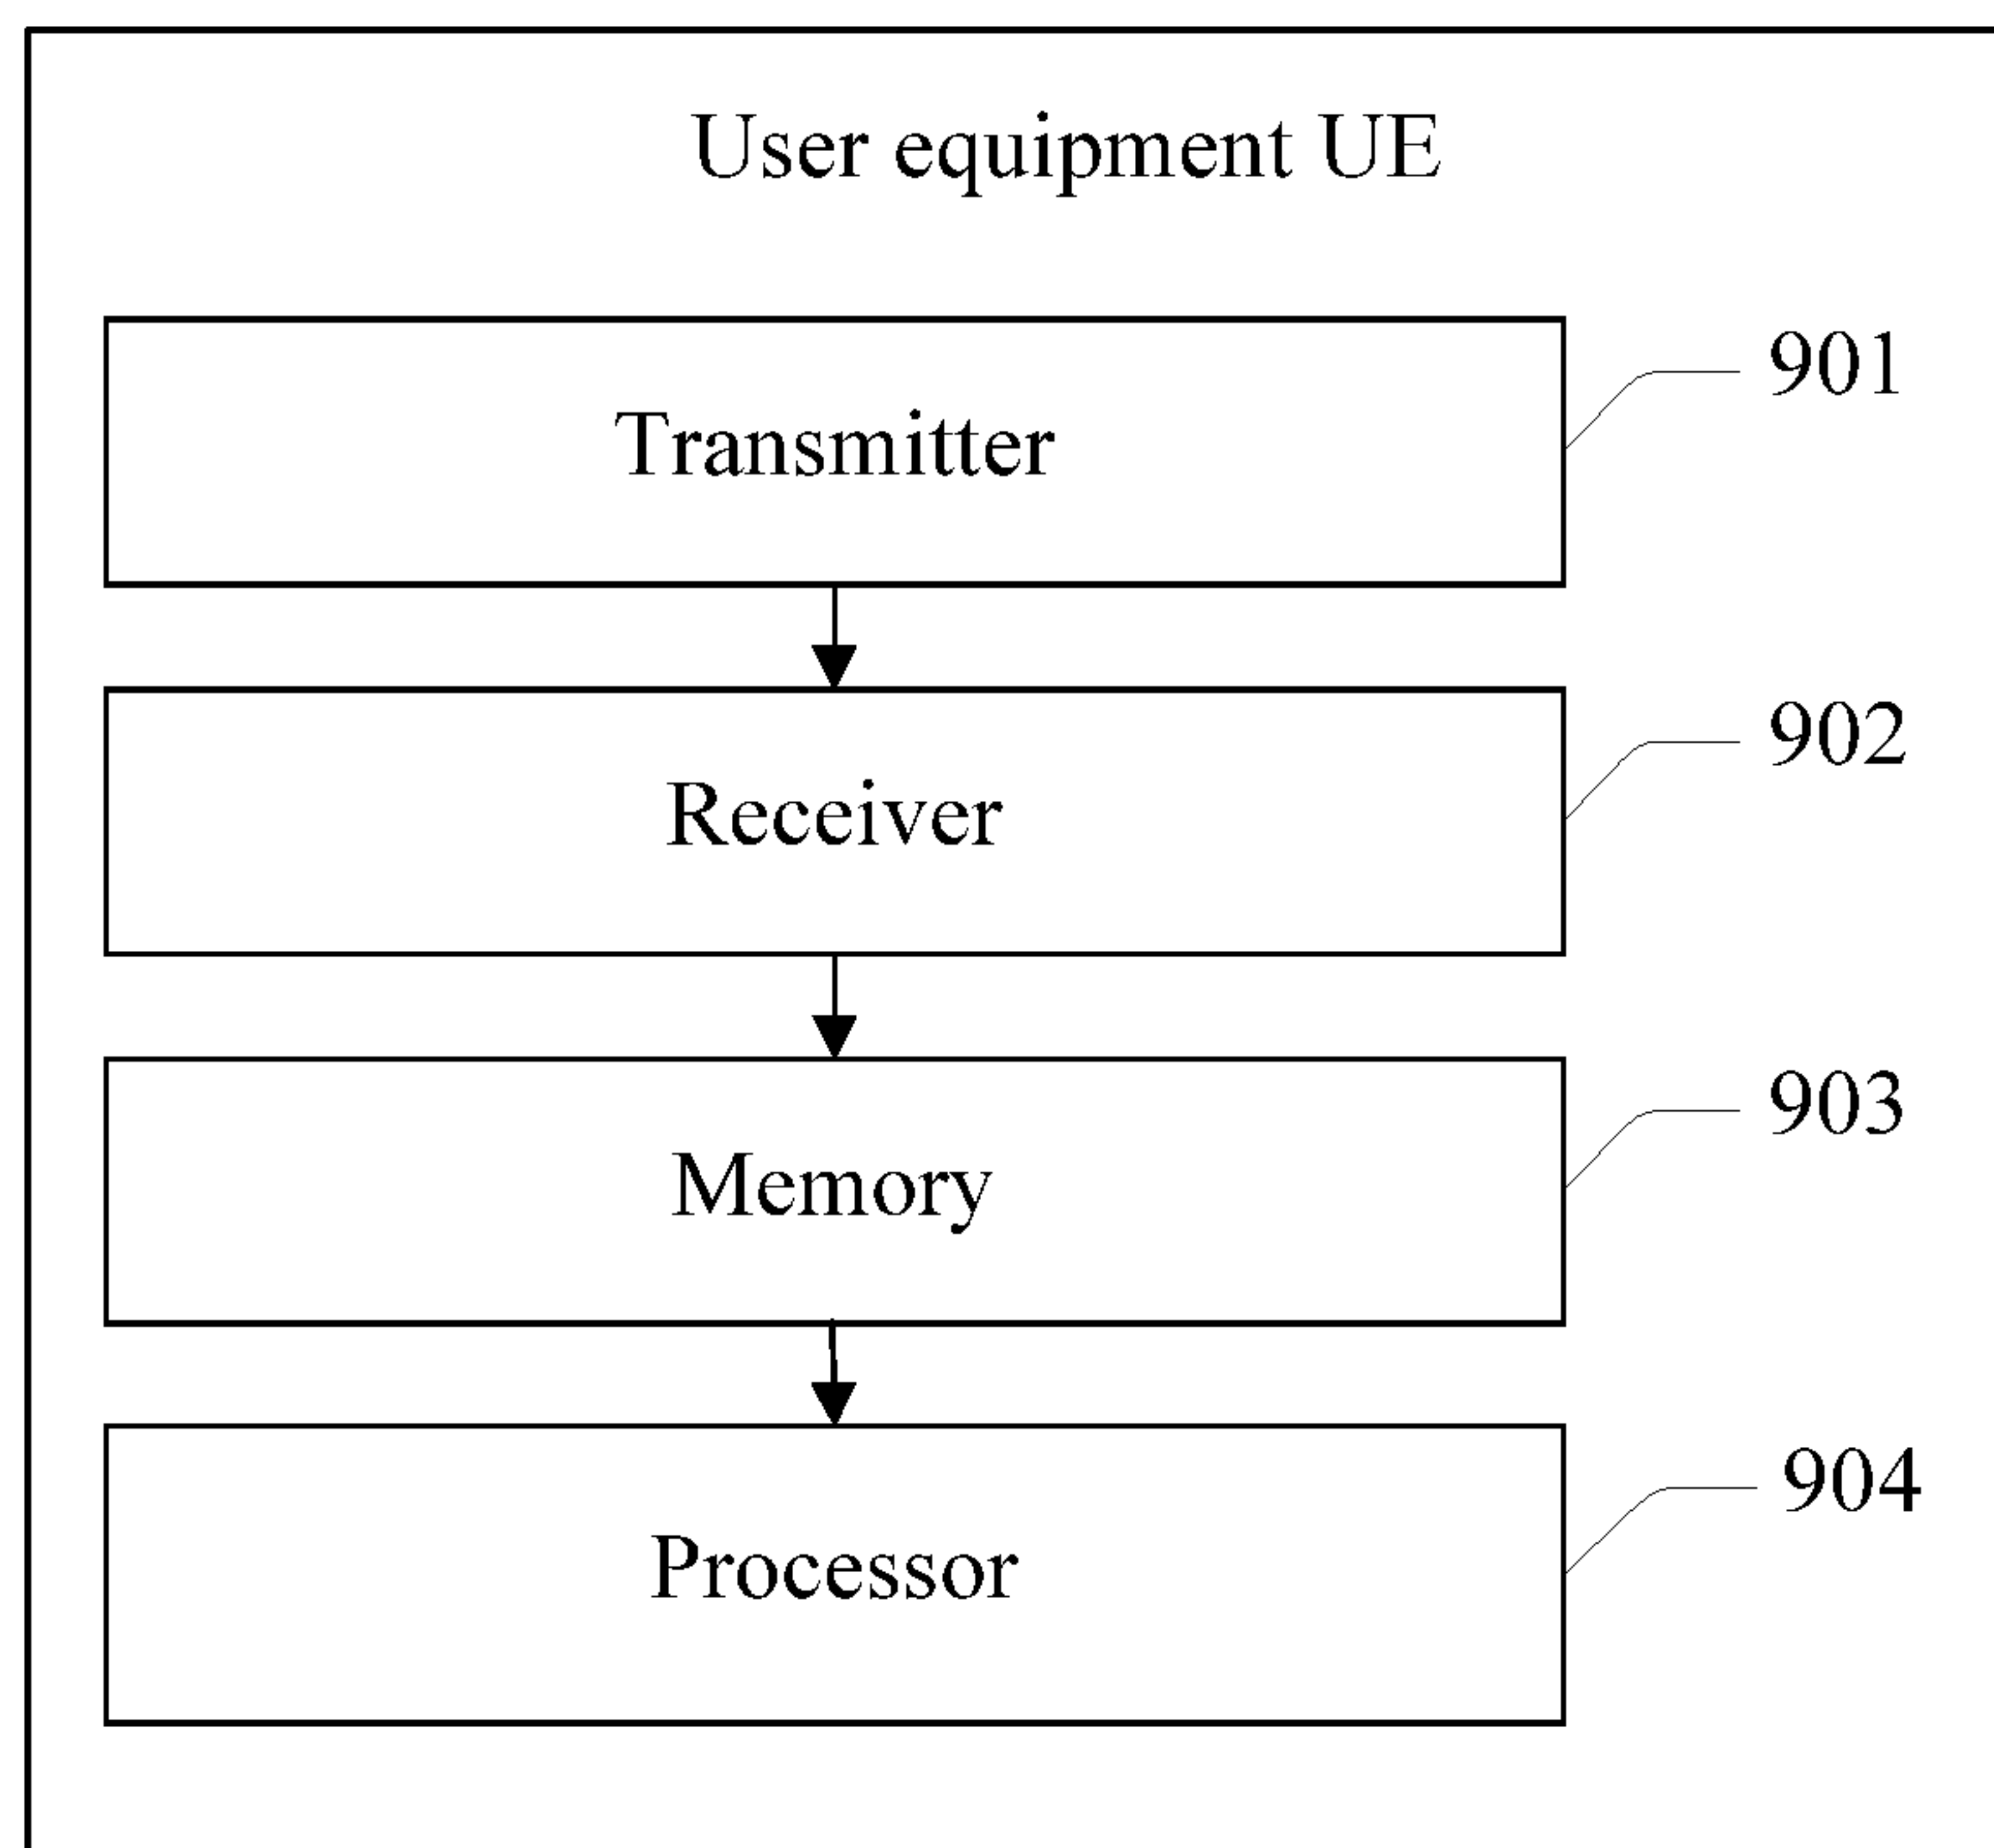 User equipment UE
Transmitter
901
Receiver
902
Memory
903
Processor
904